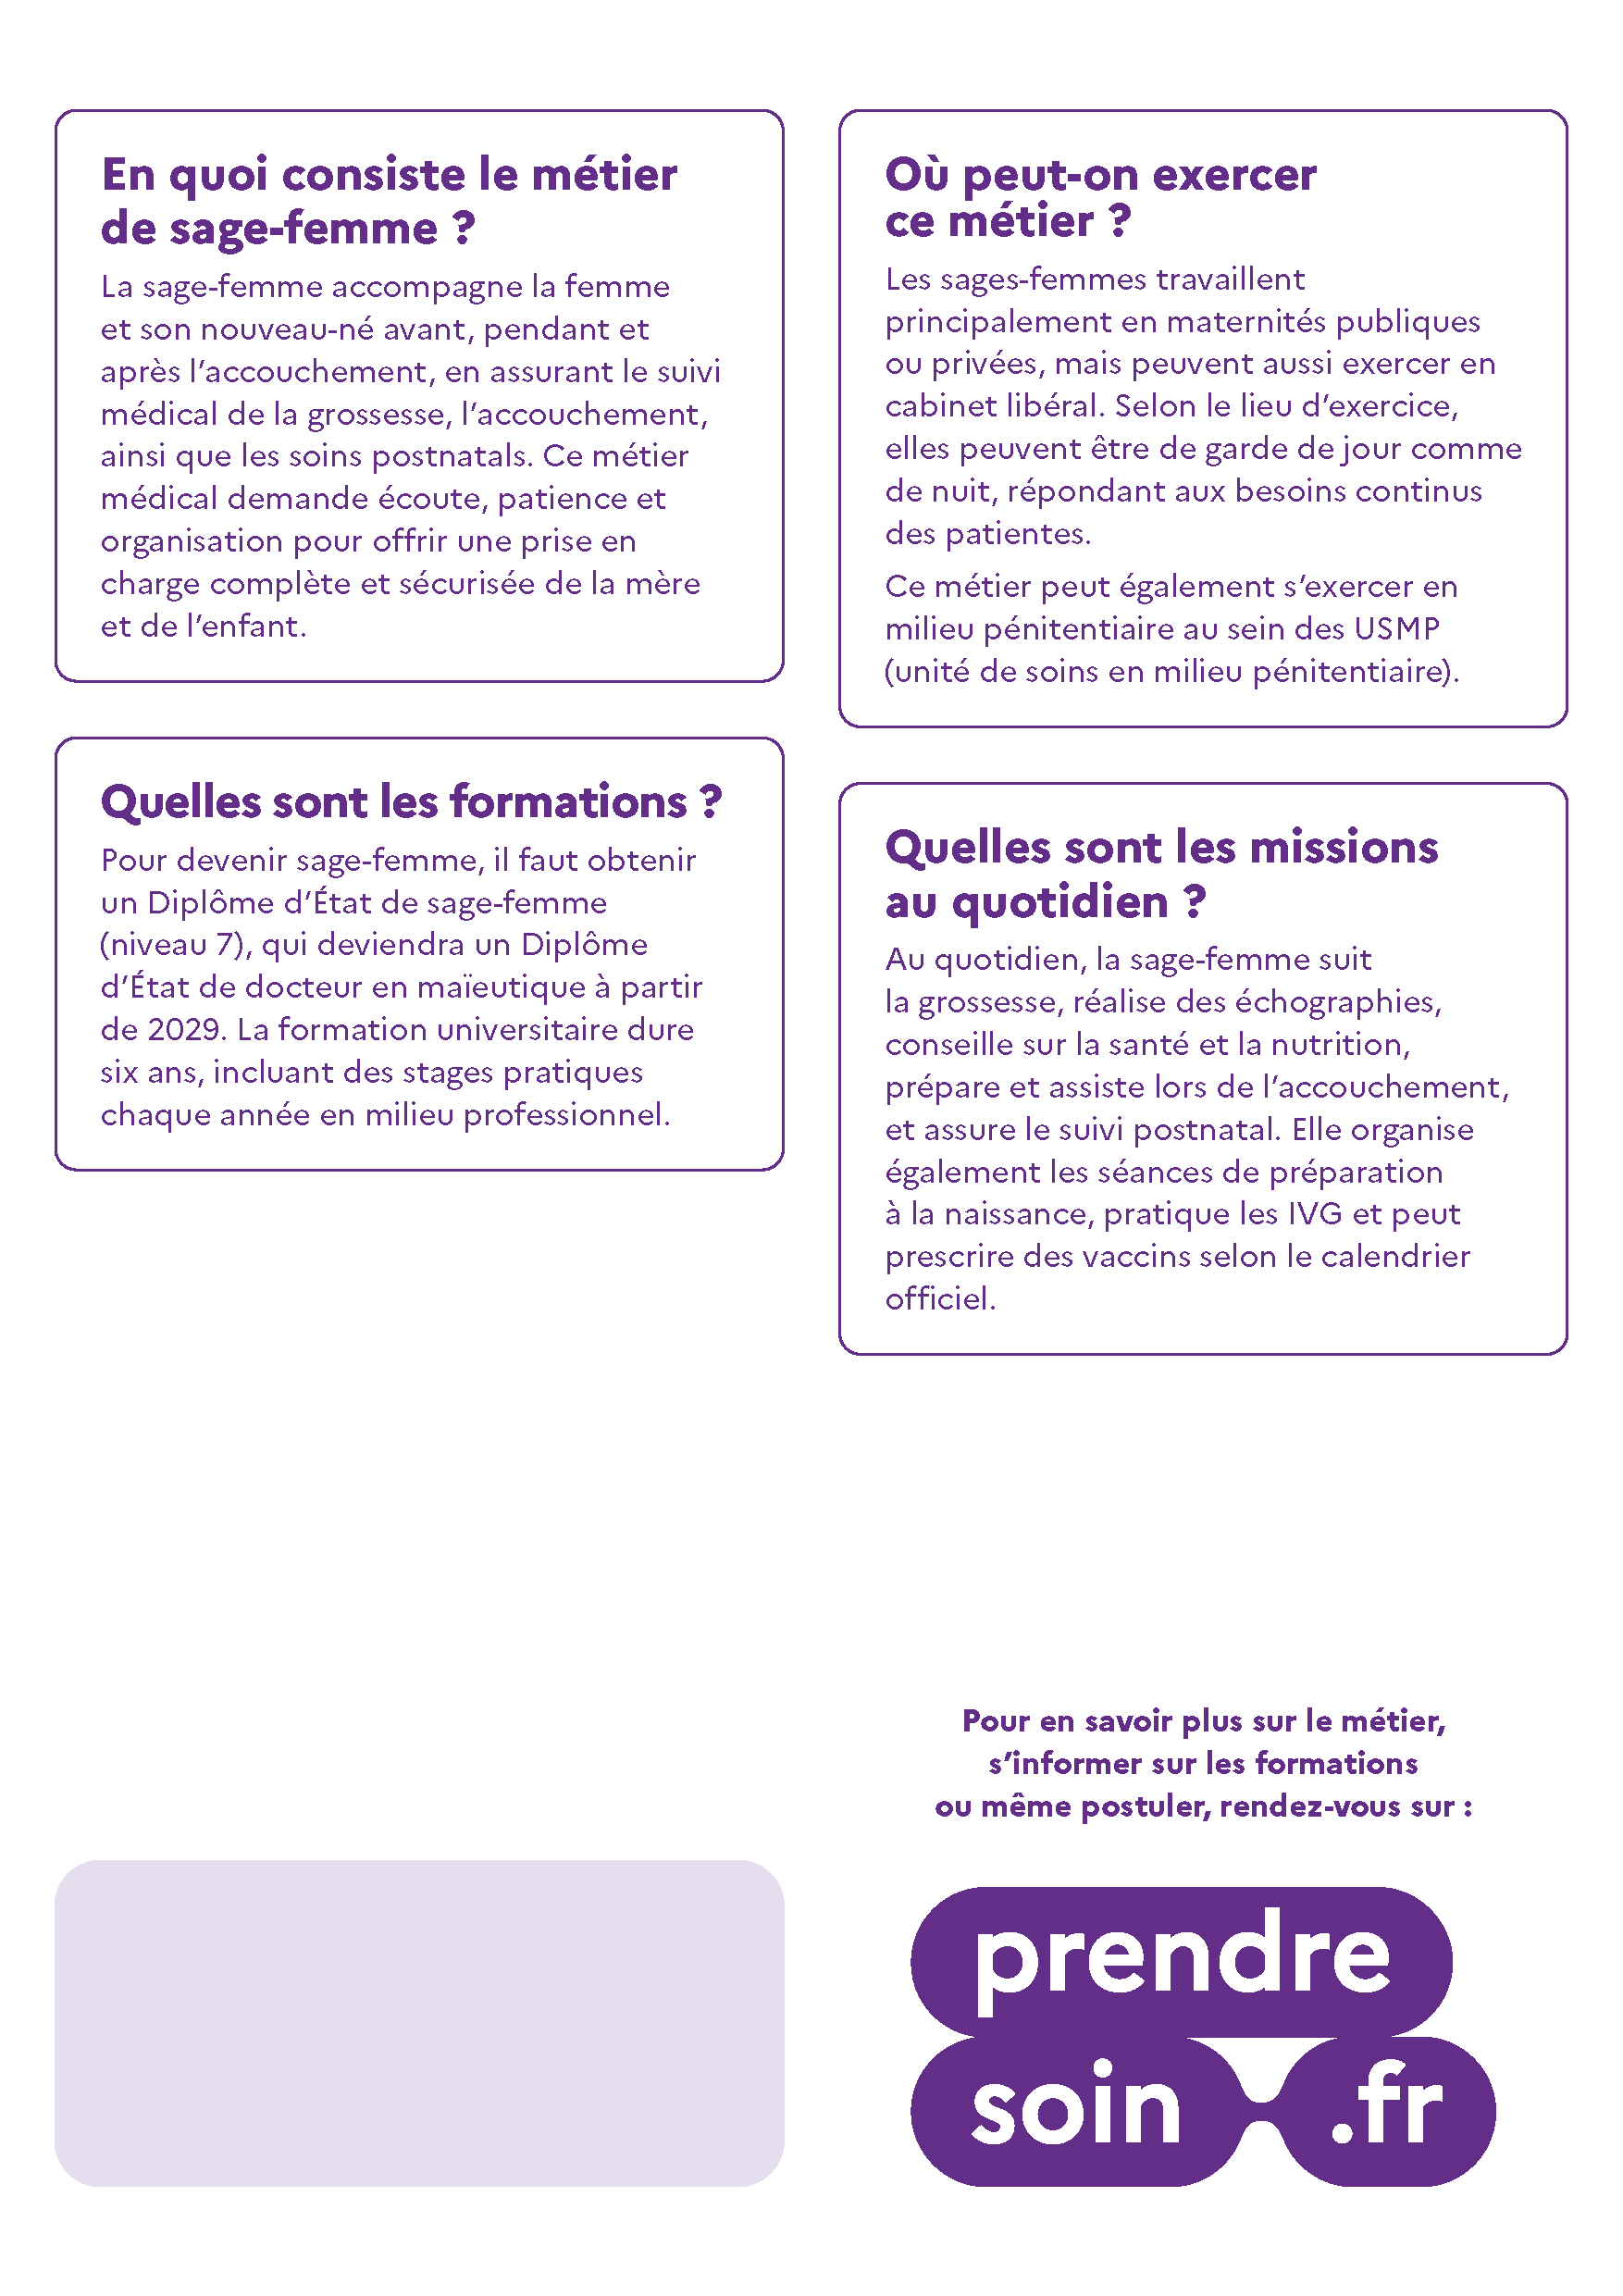 En quoi consiste le métier
de sage-femme ?
La sage-femme accompagne la femme
et son nouveau-né avant, pendant et
après l’accouchement, en assurant le suivi
médical de la grossesse, l’accouchement,
ainsi que les soins postnatals. Ce métier
médical demande écoute, patience et
organisation pour offrir une prise en
charge complète et sécurisée de la mère
et de l’enfant.
Quelles sont les formations ?
Pour devenir sage-femme, il faut obtenir
un Diplôme d’État de sage-femme
(niveau 7), qui deviendra un Diplôme
d’État de docteur en maïeutique à partir
de 2029. La formation universitaire dure
six ans, incluant des stages pratiques
chaque année en milieu professionnel.
Où peut-on exercer
ce métier ?
Les sages-femmes travaillent
principalement en maternités publiques
ou privées, mais peuvent aussi exercer en
cabinet libéral. Selon le lieu d’exercice,
elles peuvent être de garde de jour comme
de nuit, répondant aux besoins continus
des patientes.
Ce métier peut également s’exercer en
milieu pénitentiaire au sein des USMP
(unité de soins en milieu pénitentiaire).
Quelles sont les missions
au quotidien ?
Au quotidien, la sage-femme suit
la grossesse, réalise des échographies,
conseille sur la santé et la nutrition,
prépare et assiste lors de l’accouchement,
et assure le suivi postnatal. Elle organise
également les séances de préparation
à la naissance, pratique les IVG et peut
prescrire des vaccins selon le calendrier
officiel.
Pour en savoir plus sur le métier,
s’informer sur les formations
ou même postuler, rendez-vous sur :
prendre
soin .fr